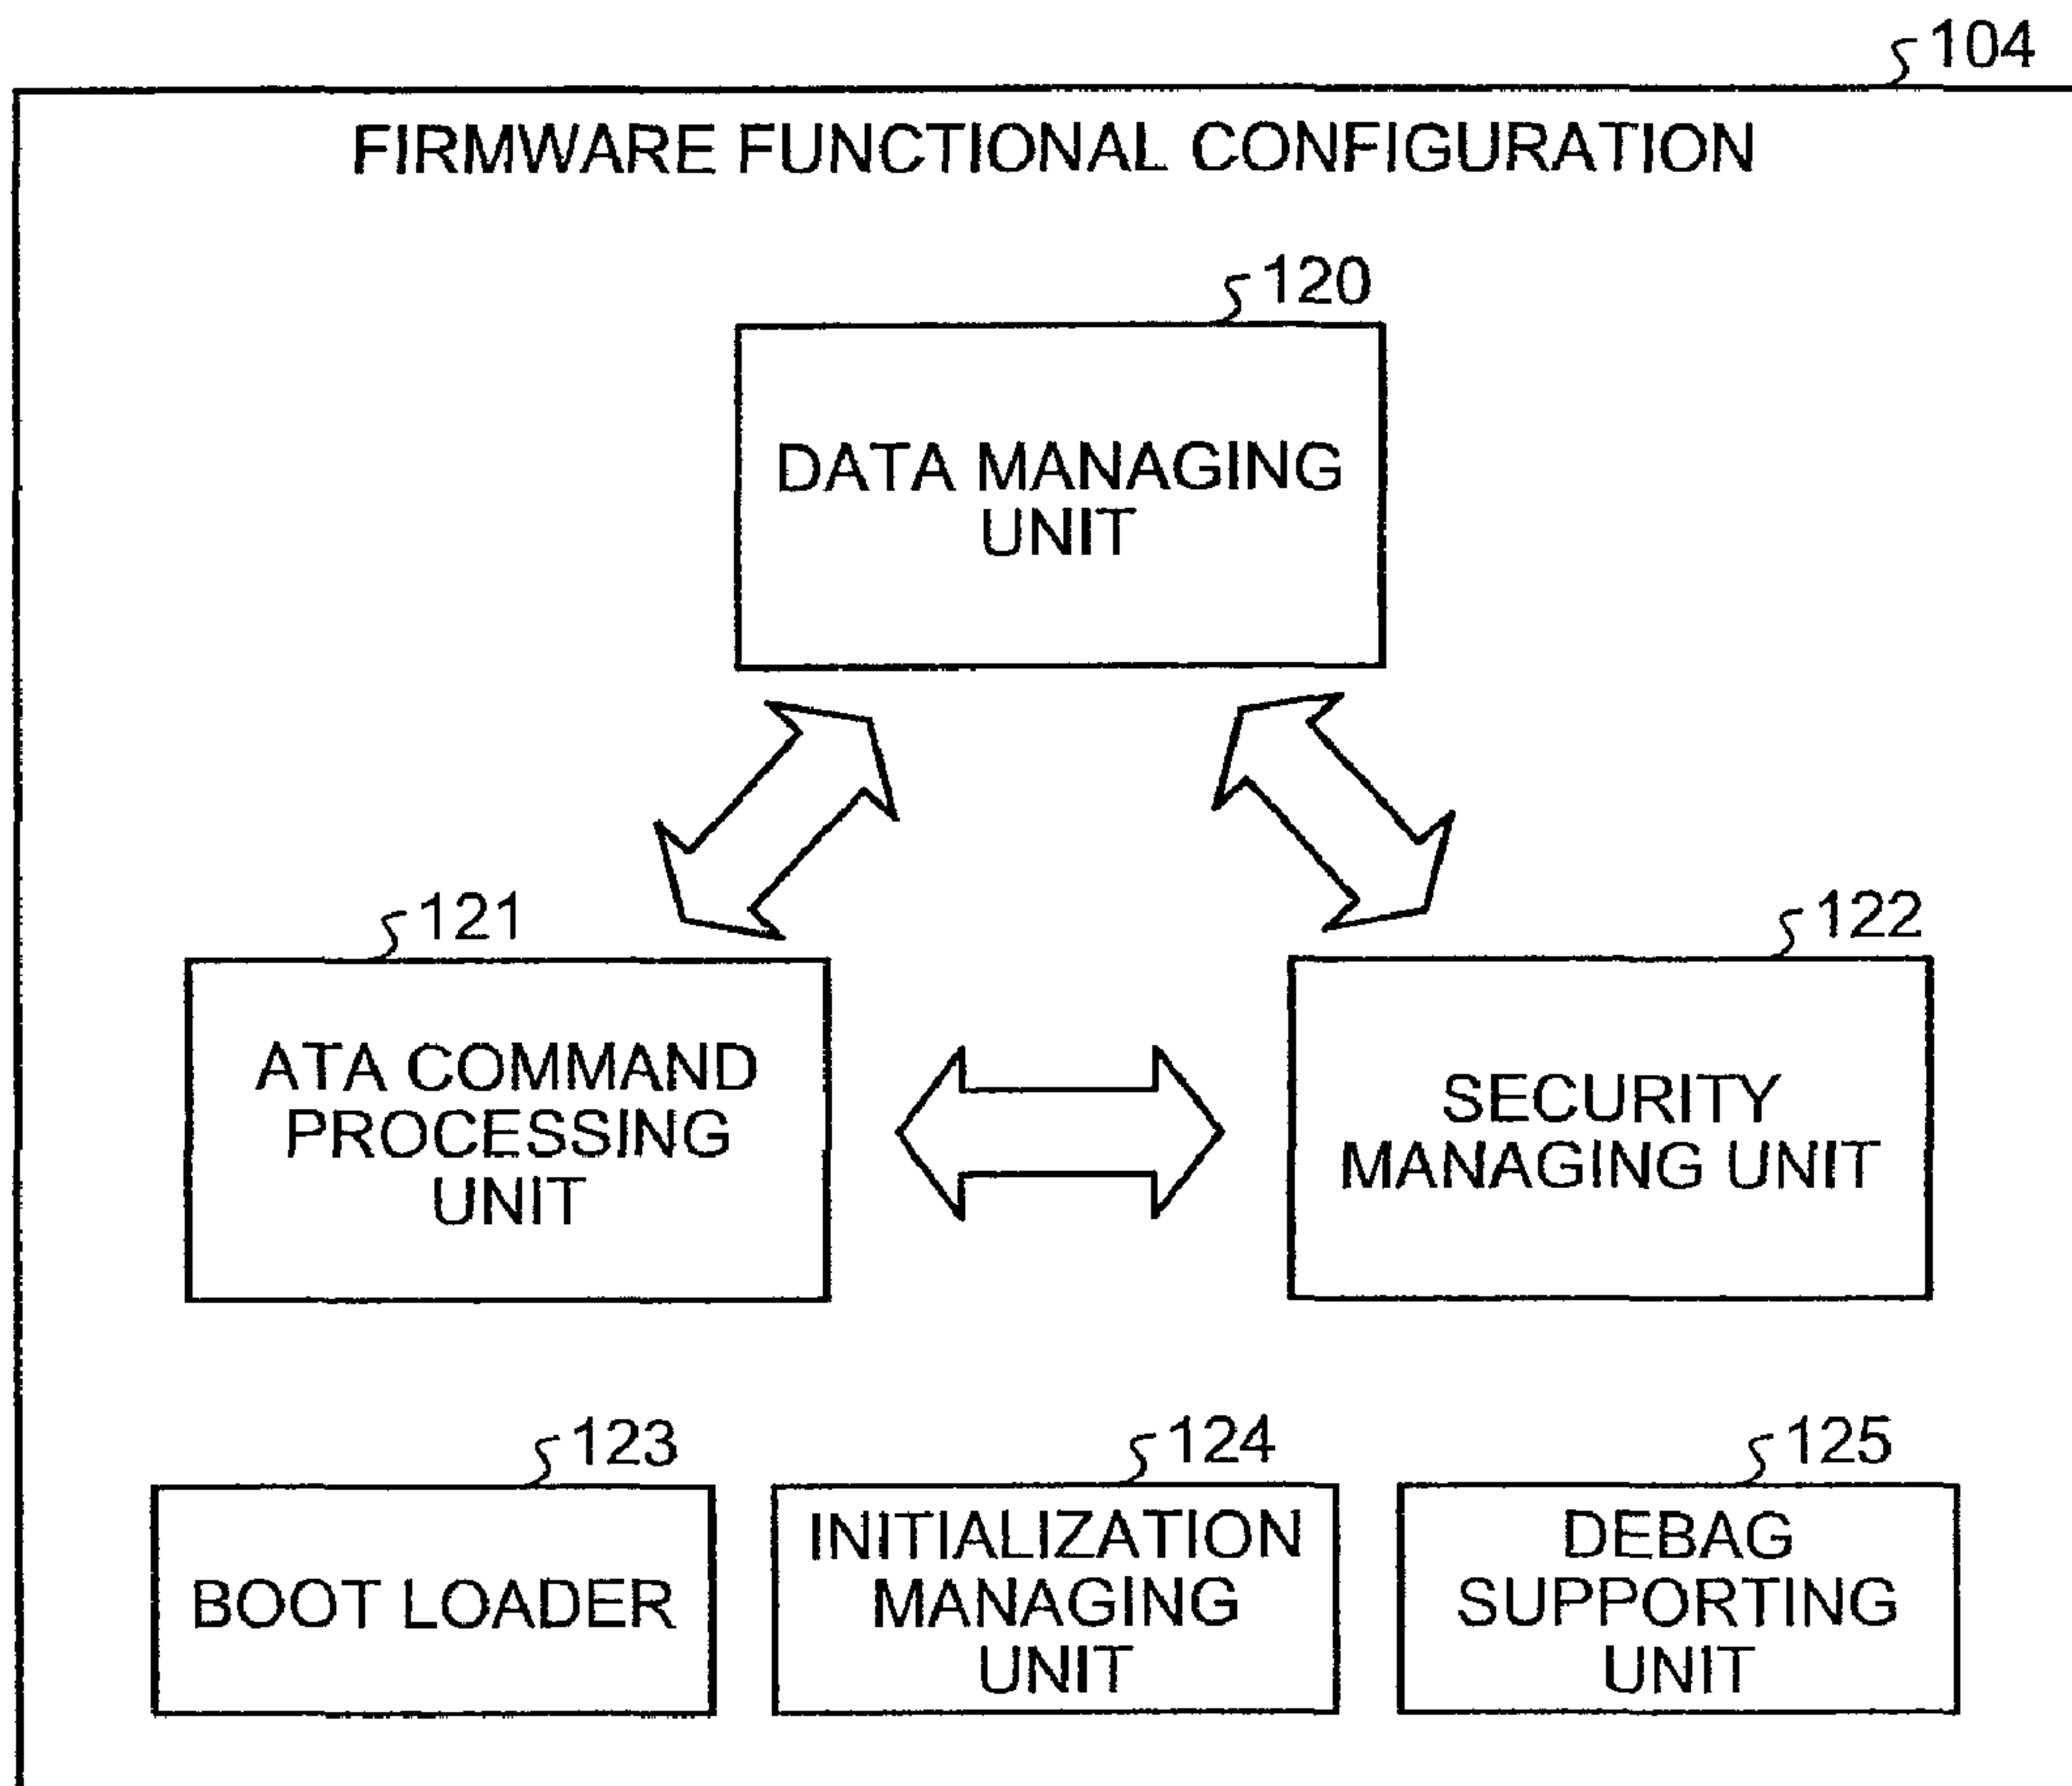 104
FIRMWARE FUNCTIONAL CONFIGURATION
120
DATA MANAGING
UNIT
121
ATA COMMAND
PROCESSING
UNIT
122
SECURITY
MANAGING UNIT
123
BOOT LOADER
124
INITIALIZATION
MANAGING
UNIT
125
DEBAG
SUPPORTING
UNIT